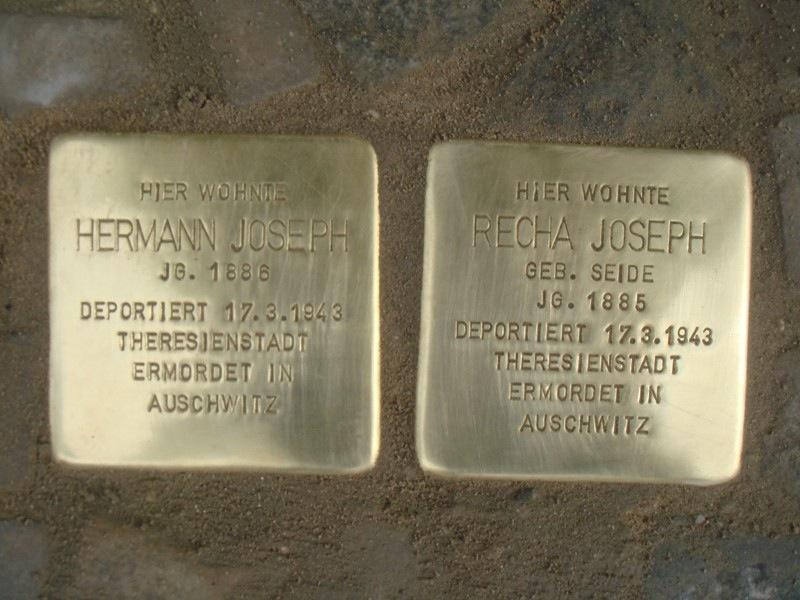 HIER WOHNTE
HERMANN JOSEPH
JG. 1886
DEPORTIERT 17.3.1943
THERESIENSTADT
ERMORDET IN
AUSCHWITZ
HIER WOHNTE
RECHA JOSEPH
GEB. SEIDE
JG. 1885
DEPORTIERT 17.3.1943
THERESIENSTADT
ERMORDET IN
AUSCHWITZ